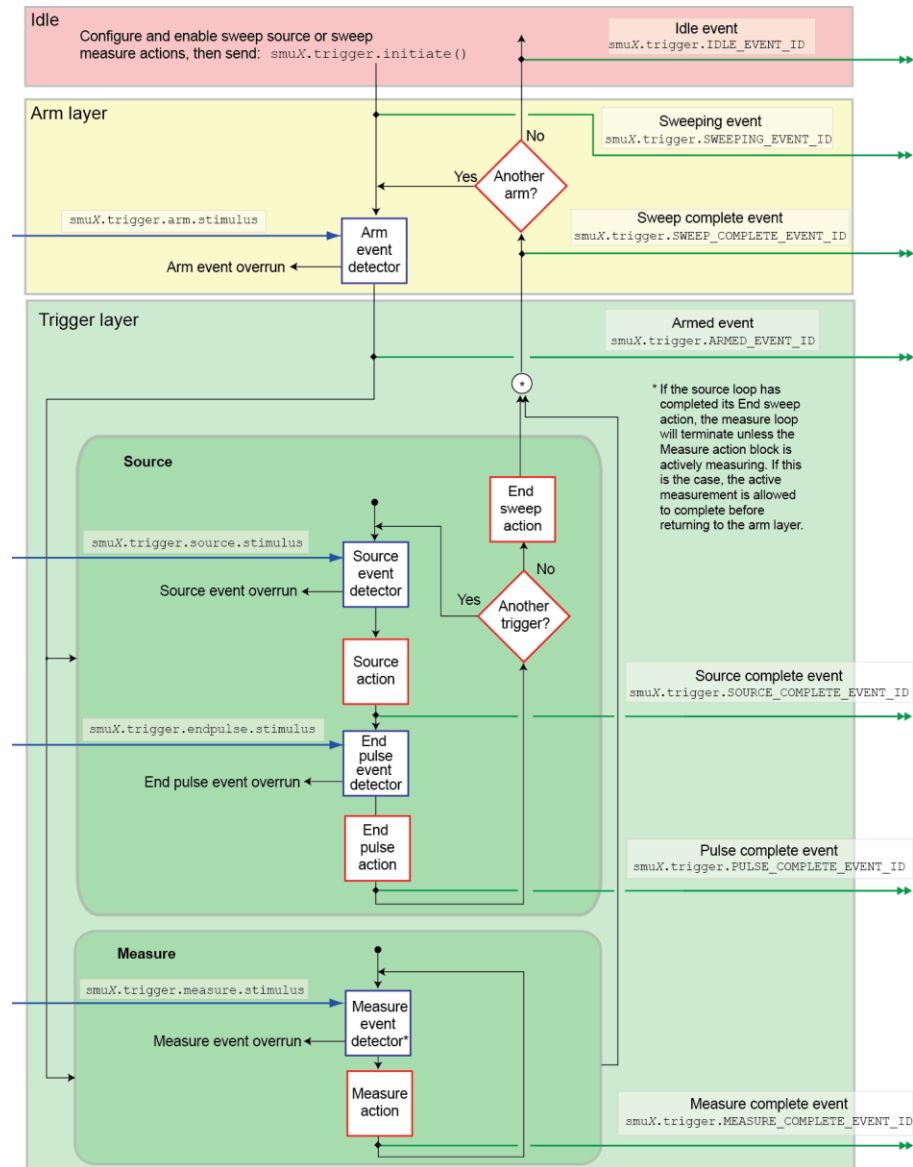 Idle
Configure and enable sweep source or sweep
measure actions, then send: smuX.trigger.initiate()
Idle event
smuX.trigger.IDLE_EVENT_ID
Arm layer
Sweeping event
smuX.trigger.SWEEPING_EVENT_ID
No
Yes
Another
arm?
smuX.trigger.arm.stimulus
Arm
event
detector
Arm event overrun
Sweep complete event
smuX.trigger.SWEEP_COMPLETE_EVENT_ID
Trigger layer
Armed event
smuX.trigger.ARMED_EVENT_ID
*
* If the source loop has
completed its End sweep
action, the measure loop
will terminate unless the
Measure action block is
actively measuring. If this
is the case, the active
measurement is allowed
to complete before
returning to the arm layer.
Source
End
sweep
action
smuX.trigger.source.stimulus
Source
event
detector
Source event overrun
No
Yes
Another
trigger?
Source
action
Source complete event
smuX.trigger.SOURCE_COMPLETE_EVENT_ID
smuX.trigger.endpulse.stimulus
End
pulse
event
detector
End pulse event overrun
End
pulse
action
Pulse complete event
smuX.trigger.PULSE_COMPLETE_EVENT_ID
Measure
smuX.trigger.measure.stimulus
Measure
event
detector*
Measure event overrun
Measure
action
Measure complete event
smuX.trigger.MEASURE_COMPLETE_EVENT_ID